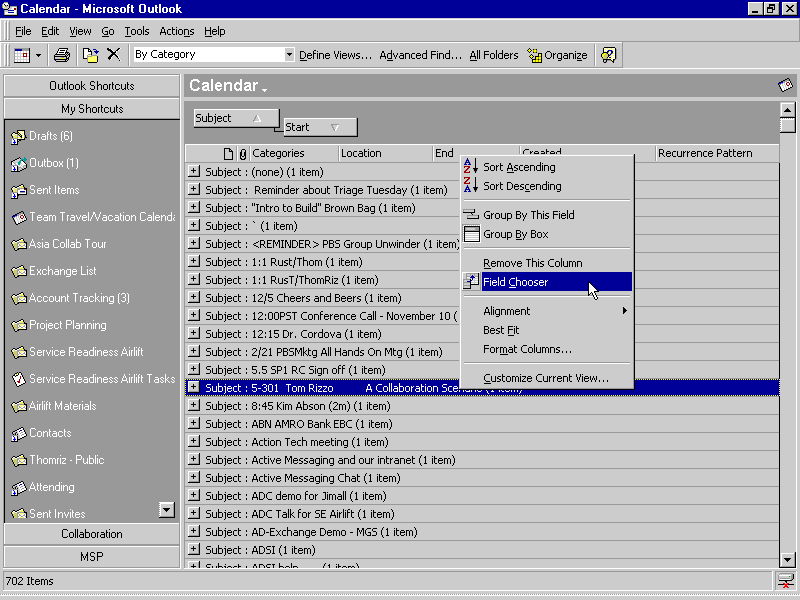 Calendar - Microsoft Outlook
File Edit View Go Tools Actions Help
By Category Define Views... Advanced Find... All Folders Organize
Outlook Shortcuts
My Shortcuts
Drafts (6)
Outbox (1)
Sent Items
Team Travel/Vacation Calenda
Asia Collab Tour
Exchange List
Account Tracking (3)
Project Planning
Service Readiness Airlift
Service Readiness Airlift Tasks
Airlift Materials
Contacts
Thomriz - Public
Attending
Sent Invites
Collaboration
MSP
Calendar
Subject
Start
Categories Location End Created Recurrence Pattern
Subject : (none) (1 item)
Subject : Reminder about Triage Tuesday (1 item)
Subject : "Intro to Build" Brown Bag (1 item)
Subject : ` (1 item)
Subject : <REMINDER> PBS Group Unwinder (1 item)
Subject : 1:1 Rust/Thom (1 item)
Subject : 1:1 RusT/ThomRiz (1 item)
Subject : 12/5 Cheers and Beers (1 item)
Subject : 12:00PST Conference Call - November 10 (
Subject : 12:15 Dr. Cordova (1 item)
Subject : 2/21 PBSMktg All Hands On Mtg (1 item)
Subject : 5.5 SP1 RC Sign off (1 item)
Subject : 5-301 Tom Rizzo A Collaboration Scenario (1 item)
Subject : 8:45 Kim Abson (2m) (1 item)
Subject : ABN AMRO Bank EBC (1 item)
Subject : Action Tech meeting (1 item)
Subject : Active Messaging and our intranet (1 item)
Subject : Active Messaging Chat (1 item)
Subject : ADC demo for Jimall (1 item)
Subject : ADC Talk for SE Airlift (1 item)
Subject : AD-Exchange Demo - MGS (1 item)
Subject : ADSI (1 item)
Subject : ADSI help
Sort Ascending
Sort Descending
Group By This Field
Group By Box
Remove This Column
Field Chooser
Alignment
Best Fit
Format Columns...
Customize Current View...
702 Items